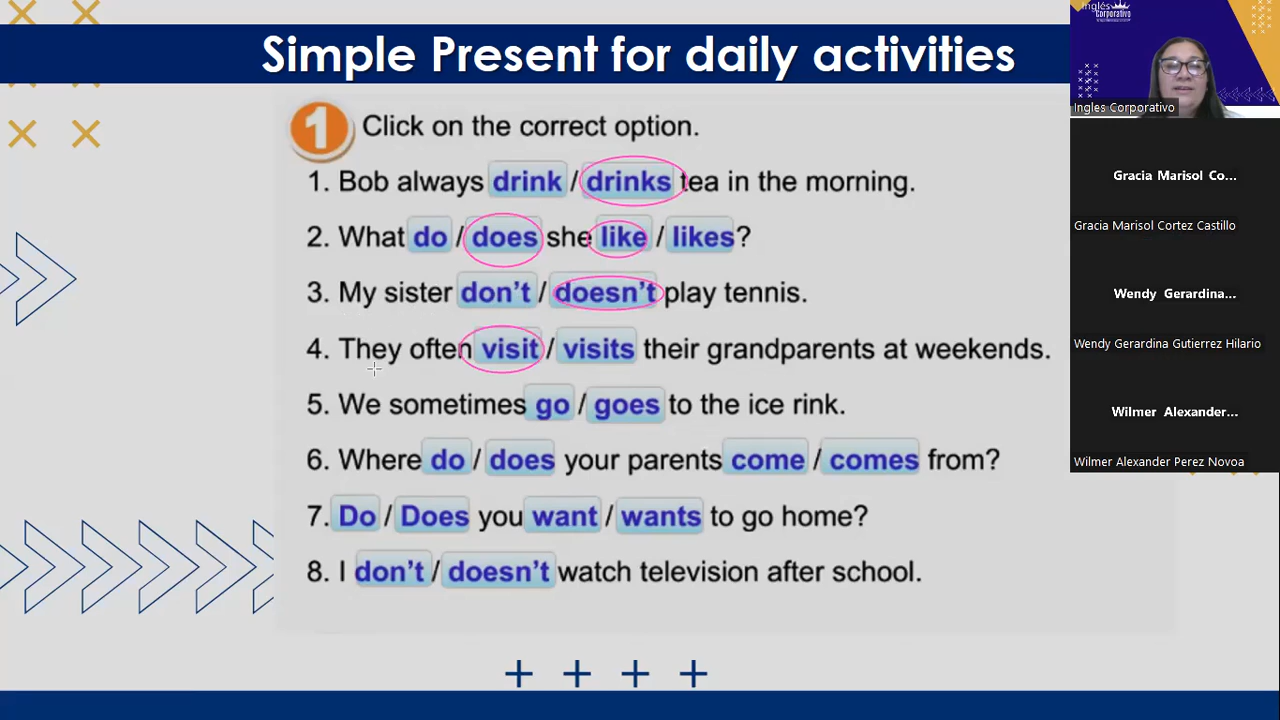 Simple Present for daily activities
1 Click on the correct option.
1. Bob always drink / drinks tea in the morning.
2. What do / does she like / likes?
3. My sister don't / doesn't play tennis.
4. They often visit / visits their grandparents at weekends.
5. We sometimes go / goes to the ice rink.
6. Where do / does your parents come / comes from?
7. Do / Does you want / wants to go home?
8. I don't / doesn't watch television after school.
Inglés
Corporativo
Ingles Corporativo
Gracia Marisol Co...
Gracia Marisol Cortez Castillo
Wendy Gerardina...
Wendy Gerardina Gutierrez Hilario
Wilmer Alexander...
Wilmer Alexander Perez Novoa